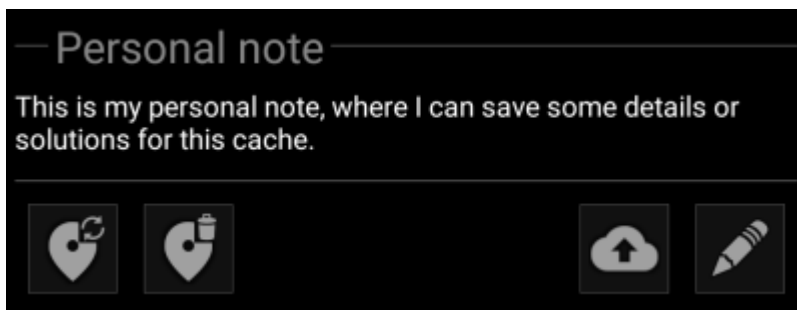 Personal note
This is my personal note, where I can save some details or
solutions for this cache.